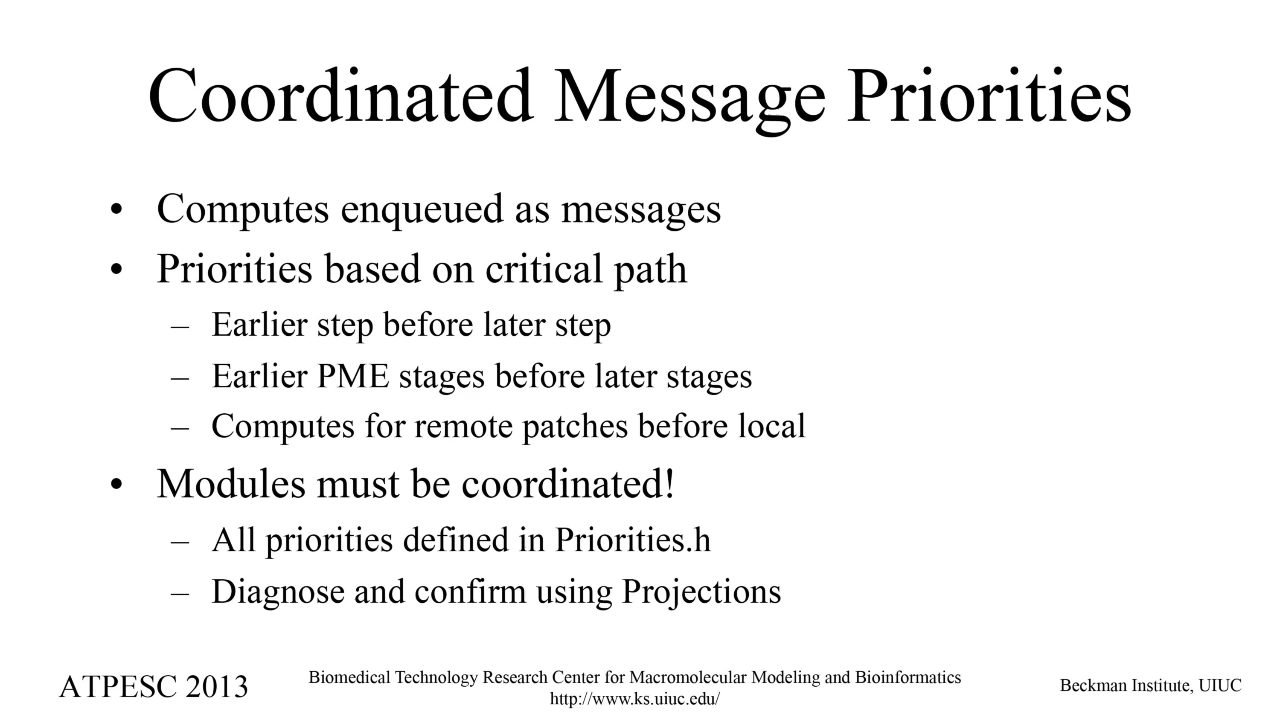 Coordinated Message Priorities
• Computes enqueued as messages
• Priorities based on critical path
– Earlier step before later step
– Earlier PME stages before later stages
– Computes for remote patches before local
• Modules must be coordinated!
– All priorities defined in Priorities.h
– Diagnose and confirm using Projections
ATPESC 2013
Biomedical Technology Research Center for Macromolecular Modeling and Bioinformatics
http://www.ks.uiuc.edu/
Beckman Institute, UIUC